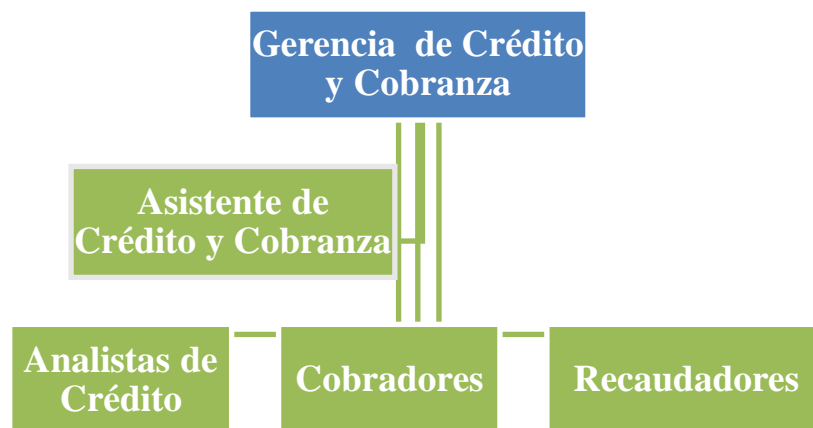 Gerencia de Crédito
y Cobranza
Asistente de
Crédito y Cobranza
Analistas de
Crédito
Cobradores
Recaudadores